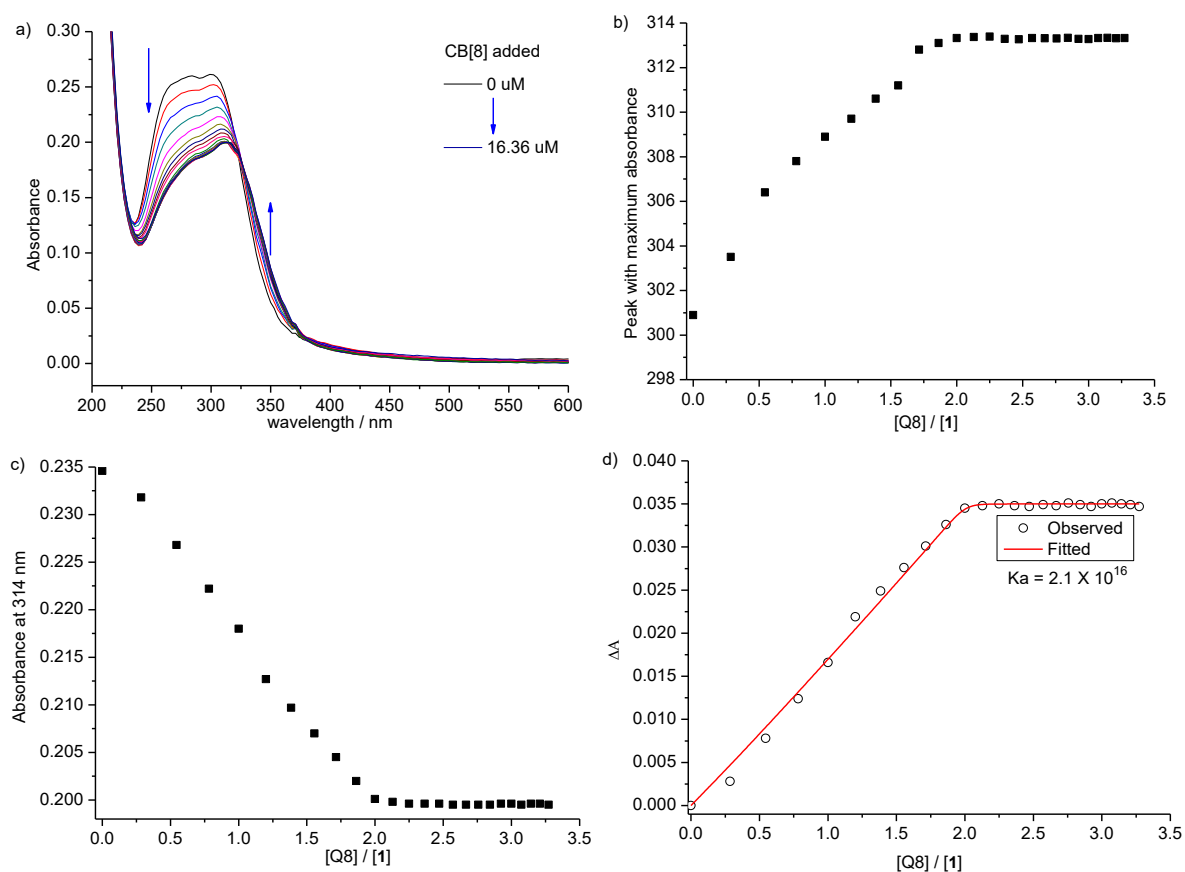 a)
0.30
0.25
0.20
0.15
0.10
0.05
0.00
Absorbance
CB[8] added
0 uM
16.36 uM
200 250 300 350 400 450 500 550 600
wavelength / nm
b)
314
312
310
308
306
304
302
300
298
Peak with maximum absorbance
0.0 0.5 1.0 1.5 2.0 2.5 3.0 3.5
[Q8] / [1]
c)
0.235
0.230
0.225
0.220
0.215
0.210
0.205
0.200
Absorbance at 314 nm
0.0 0.5 1.0 1.5 2.0 2.5 3.0 3.5
[Q8] / [1]
d)
0.040
0.035
0.030
0.025
0.020
0.015
0.010
0.005
0.000
ΔA
Observed
Fitted
Ka = 2.1 X 10^16
0.0 0.5 1.0 1.5 2.0 2.5 3.0 3.5
[Q8] / [1]